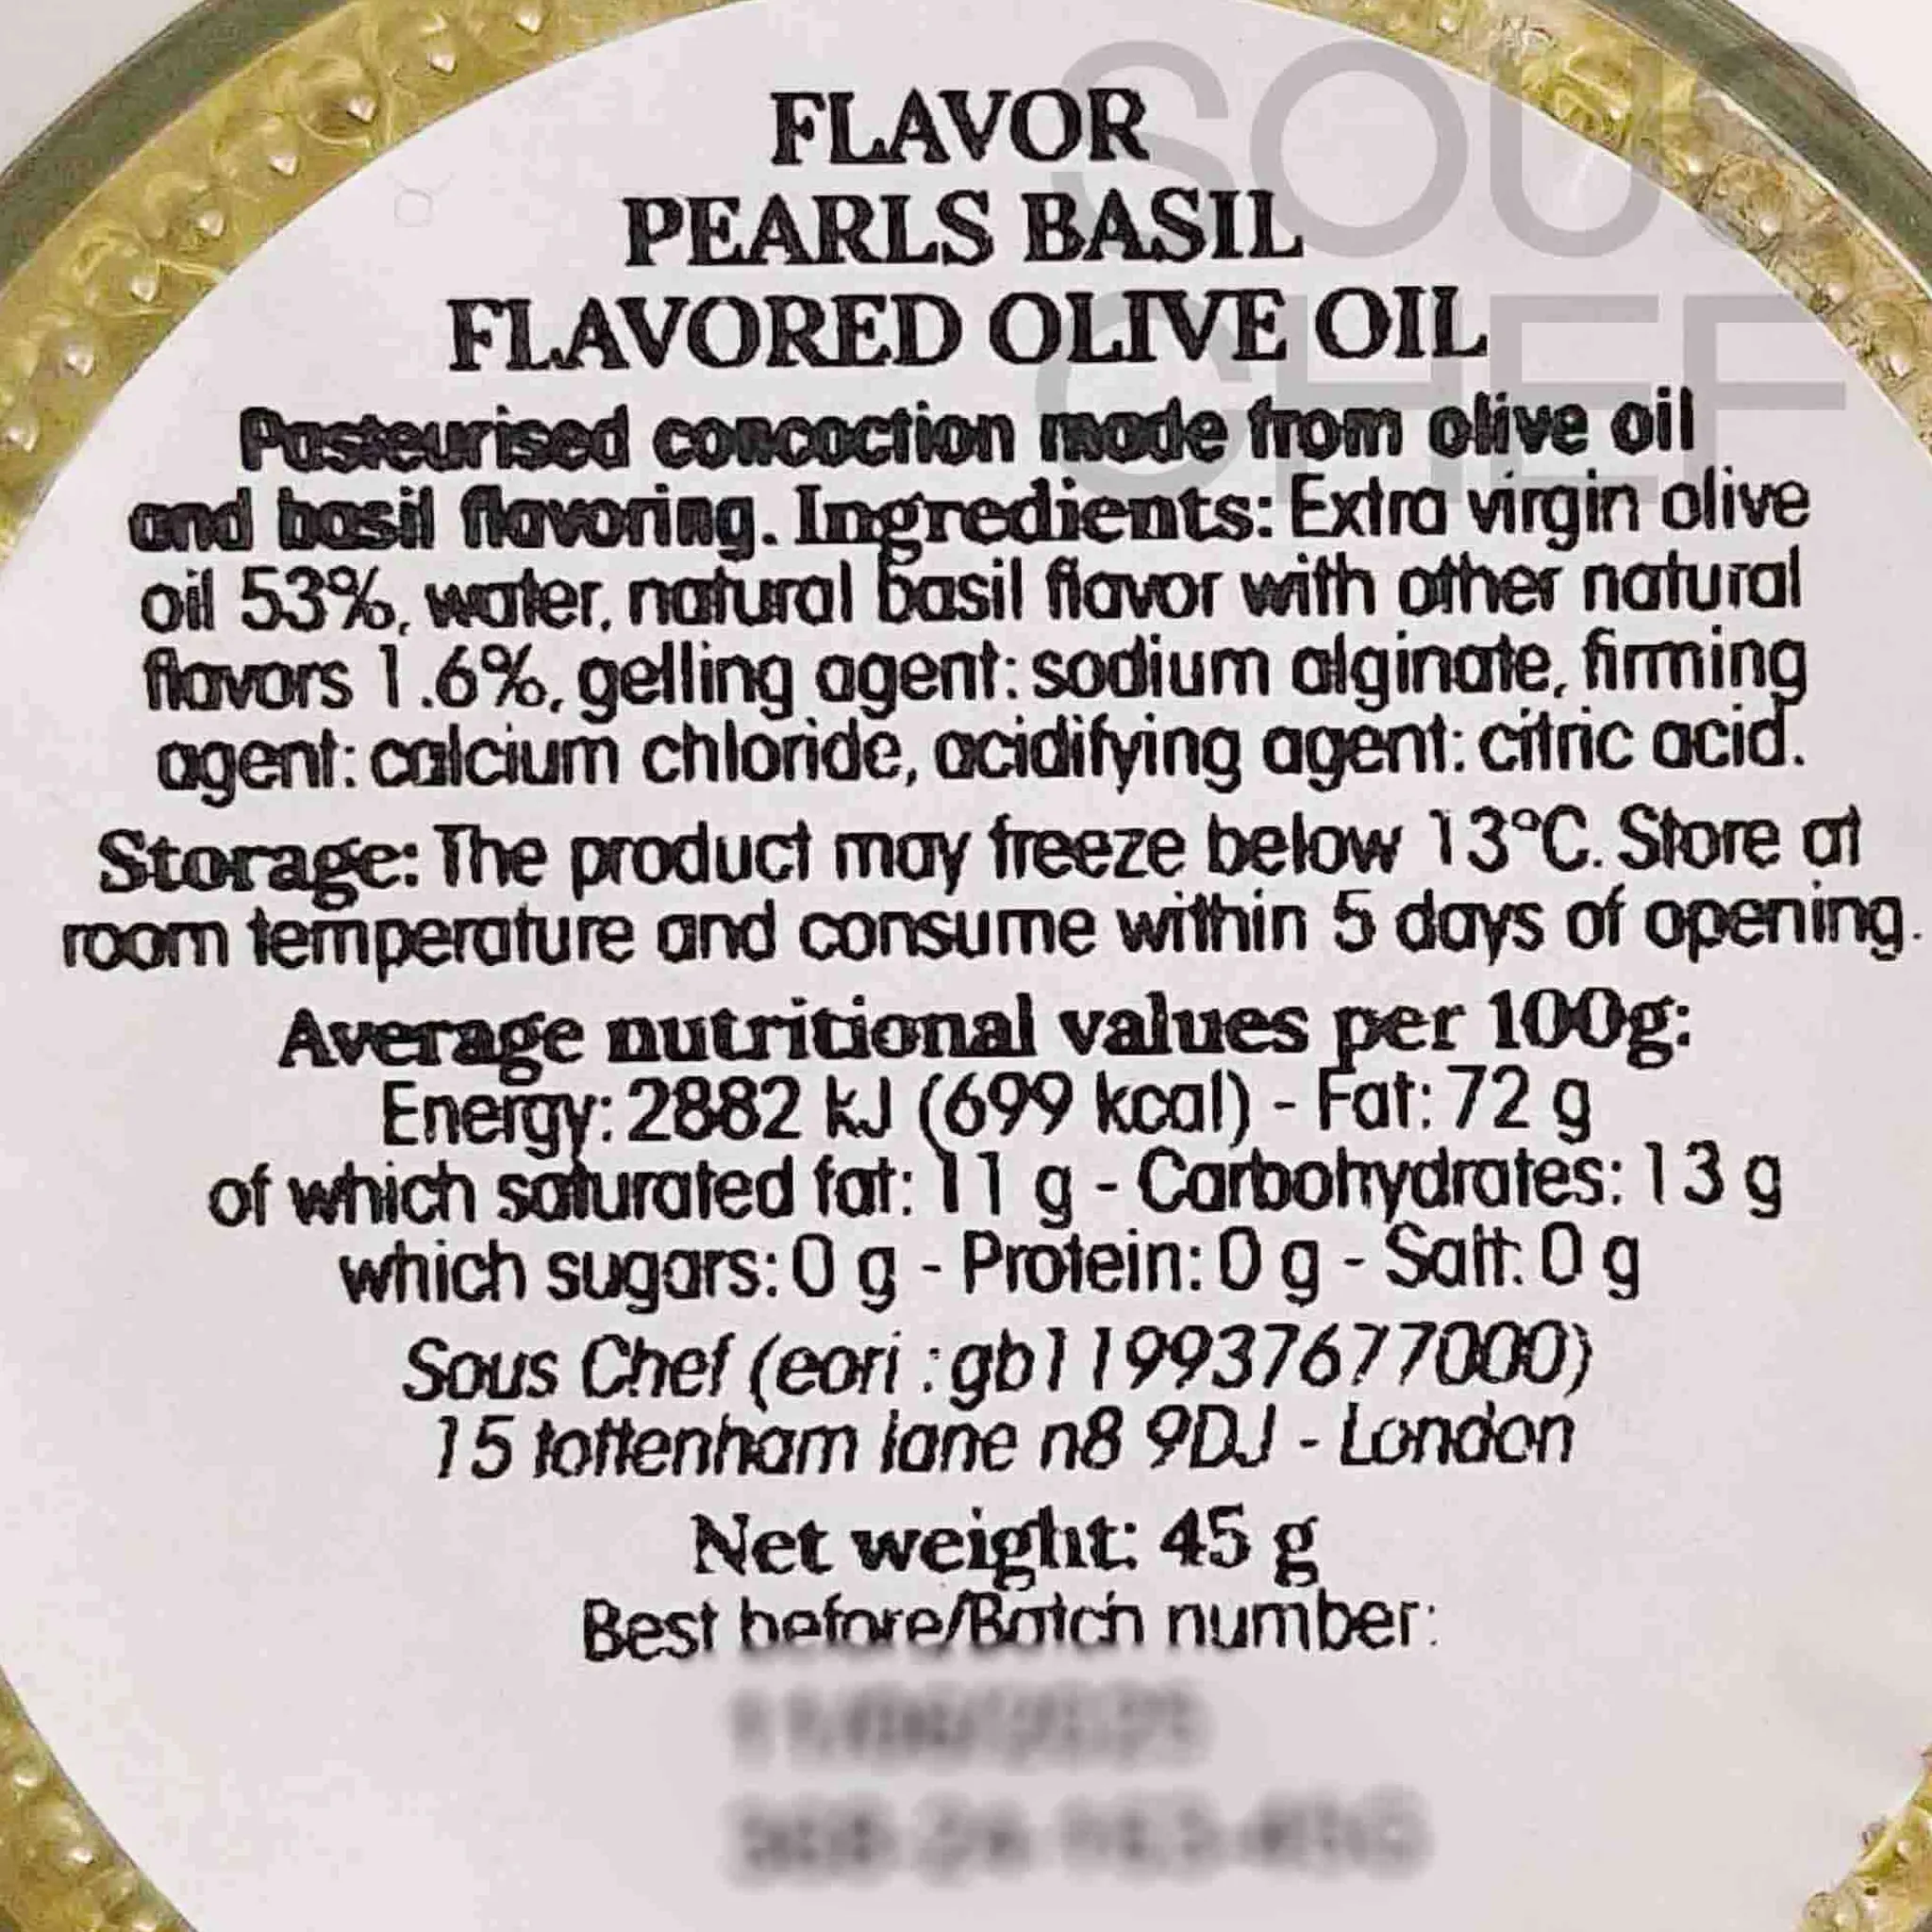 SOUS
CHEF
FLAVOR
PEARLS BASIL
FLAVORED OLIVE OIL
Pasteurised concoction made from olive oil
and basil flavoring. Ingredients: Extra virgin olive
oil 53%, water, natural basil flavor with other natural
flavors 1.6%, gelling agent: sodium alginate, firming
agent: calcium chloride, acidifying agent: citric acid.
Storage: The product may freeze below 13°C. Store at
room temperature and consume within 5 days of opening.
Average nutritional values per 100g:
Energy: 2882 kJ (699 kcal) - Fat: 72 g
of which saturated fat: 11 g - Carbohydrates: 13 g
which sugars: 0 g - Protein: 0 g - Salt: 0 g
Sous Chef (eori : gb119937677000)
15 tottenham lane n8 9DJ - London
Net weight: 45 g
Best before/Batch number: